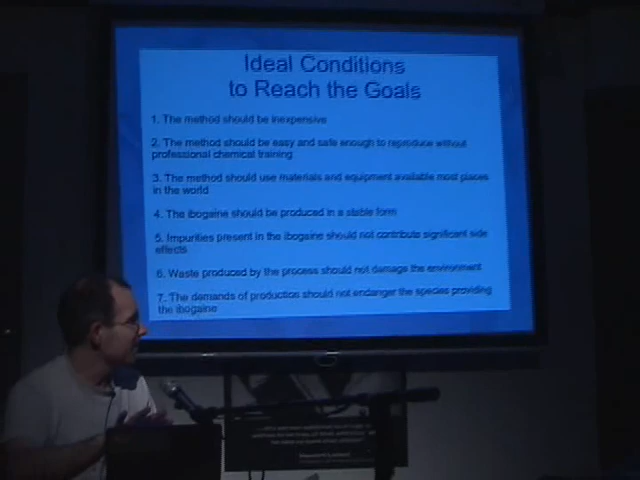 Ideal Conditions
to Reach the Goals
1. The method should be inexpensive
2. The method should be easy and safe enough to reproduce without
professional chemical training
3. The method should use materials and equipment available most places
in the world
4. The ibogaine should be produced in a stable form
5. Impurities present in the ibogaine should not contribute significant side
effects
6. Waste produced by the process should not damage the environment
7. The demands of production should not endanger the species providing
the ibogaine